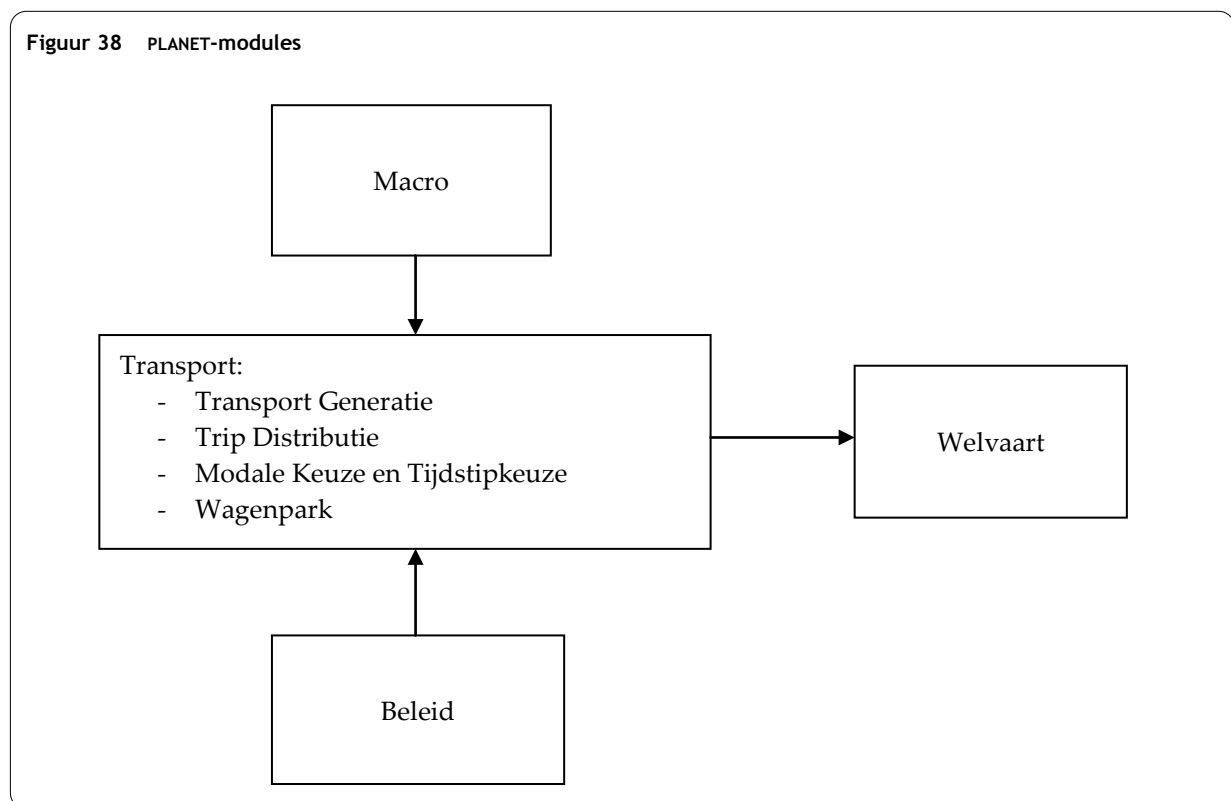 Figuur 38 PLANET-modules
Macro
Transport:
- Transport Generatie
- Trip Distributie
- Modale Keuze en Tijdstipkeuze
- Wagenpark
Welvaart
Beleid